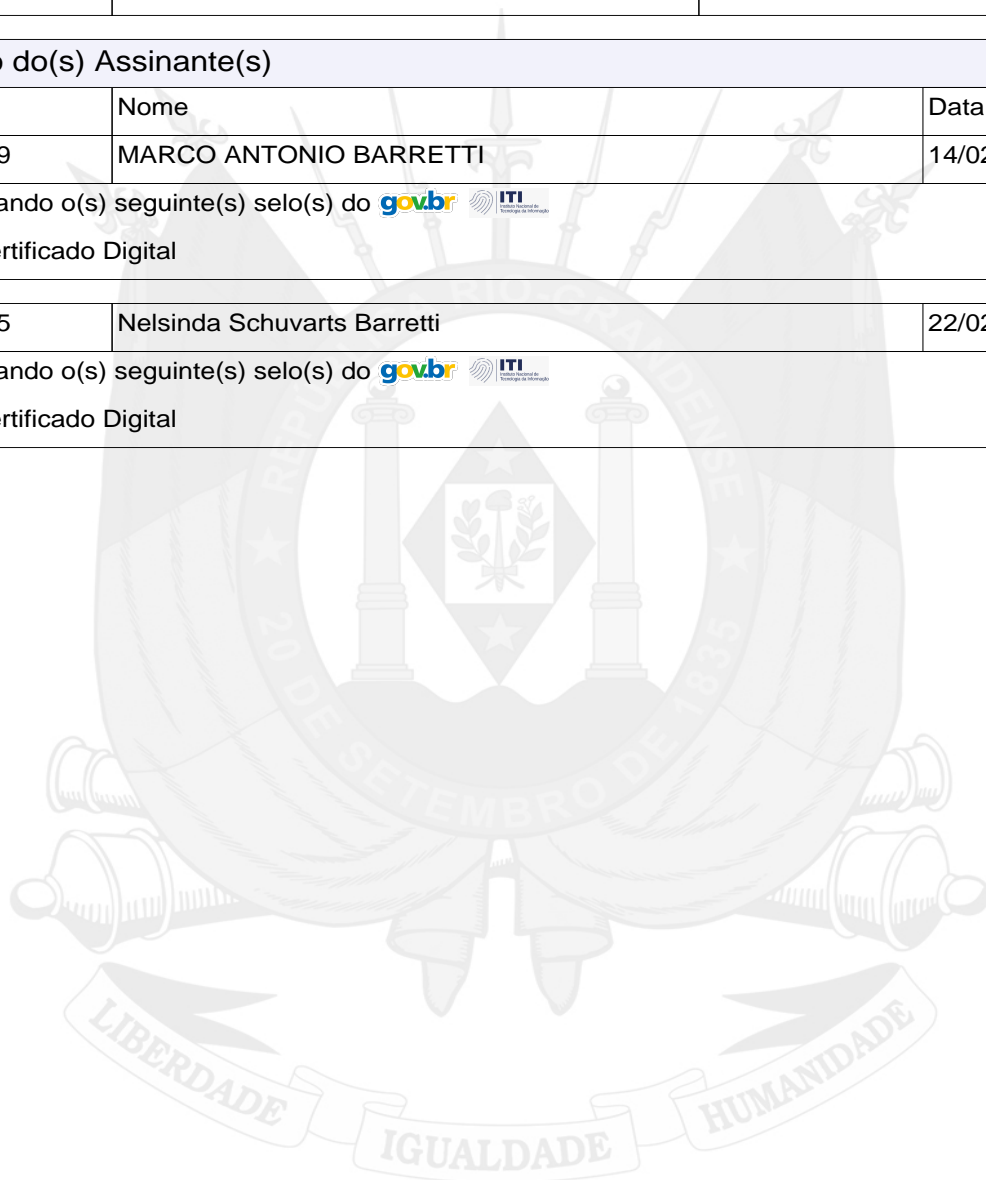 o do(s) Assinante(s)
Nome Data
9 MARCO ANTONIO BARRETTI 14/02
ando o(s) seguinte(s) selo(s) do gov.br ITI
ertificado Digital
5 Nelsinda Schuvarts Barretti 22/02
ando o(s) seguinte(s) selo(s) do gov.br ITI
ertificado Digital
REPUBLICA RIO-GRANDENSE
20 DE SETEMBRO DE 1835
LIBERDADE IGUALDADE HUMANIDADE